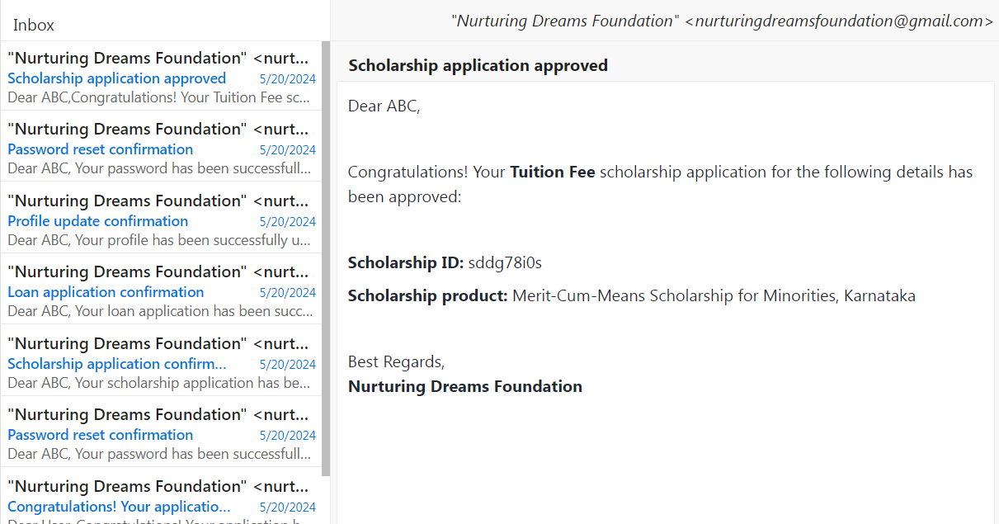 Inbox
"Nurturing Dreams Foundation" <nurt...
Scholarship application approved 5/20/2024
Dear ABC,Congratulations! Your Tuition Fee sc...
"Nurturing Dreams Foundation" <nurt...
Password reset confirmation 5/20/2024
Dear ABC, Your password has been successfull...
"Nurturing Dreams Foundation" <nurt...
Profile update confirmation 5/20/2024
Dear ABC, Your profile has been successfully u...
"Nurturing Dreams Foundation" <nurt...
Loan application confirmation 5/20/2024
Dear ABC, Your loan application has been succ...
"Nurturing Dreams Foundation" <nurt...
Scholarship application confirm... 5/20/2024
Dear ABC, Your scholarship application has be...
"Nurturing Dreams Foundation" <nurt...
Password reset confirmation 5/20/2024
Dear ABC, Your password has been successfull...
"Nurturing Dreams Foundation" <nurt...
Congratulations! Your applicatio... 5/20/2024
Dear User, Congratulations! Your application h...
"Nurturing Dreams Foundation" <nurturingdreamsfoundation@gmail.com>
Scholarship application approved
Dear ABC,
Congratulations! Your Tuition Fee scholarship application for the following details has
been approved:
Scholarship ID: sddg78i0s
Scholarship product: Merit-Cum-Means Scholarship for Minorities, Karnataka
Best Regards,
Nurturing Dreams Foundation